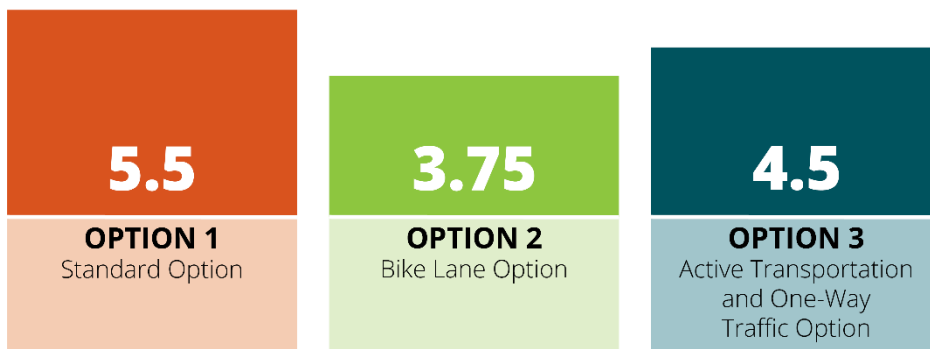 5.5
OPTION 1
Standard Option
3.75
OPTION 2
Bike Lane Option
4.5
OPTION 3
Active Transportation
and One-Way
Traffic Option